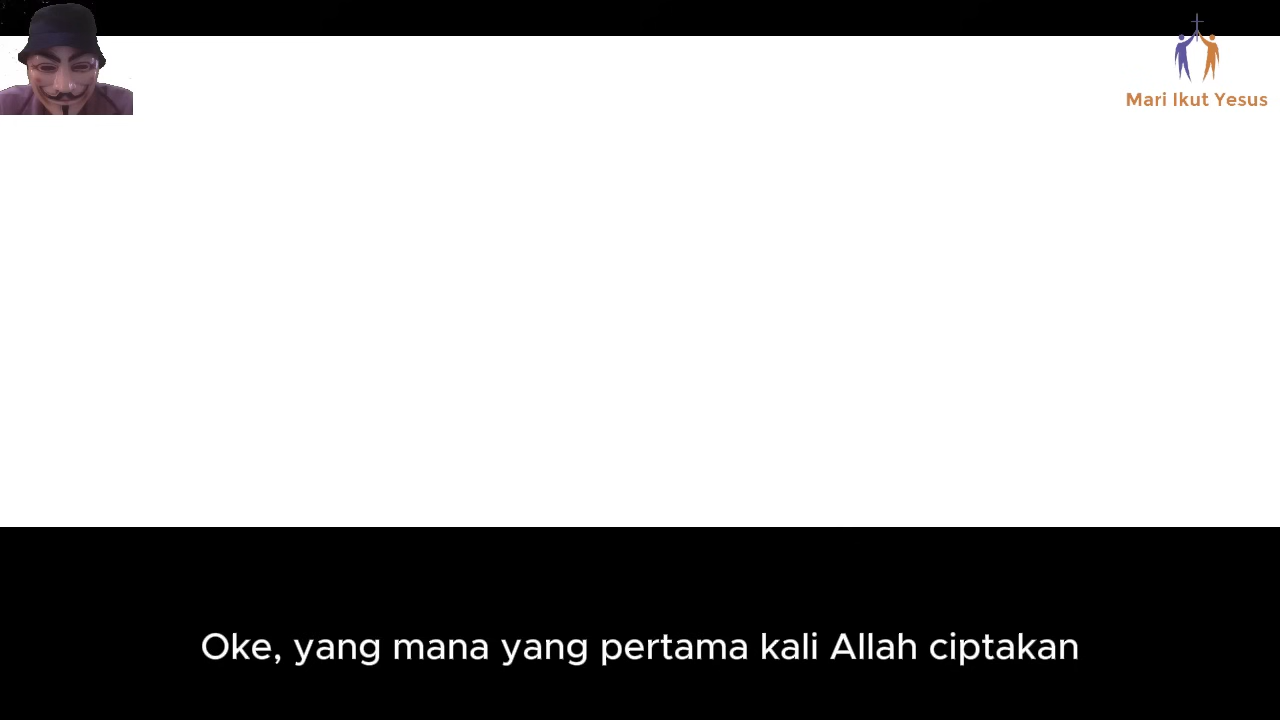 Mari Ikut Yesus
Oke, yang mana yang pertama kali Allah ciptakan